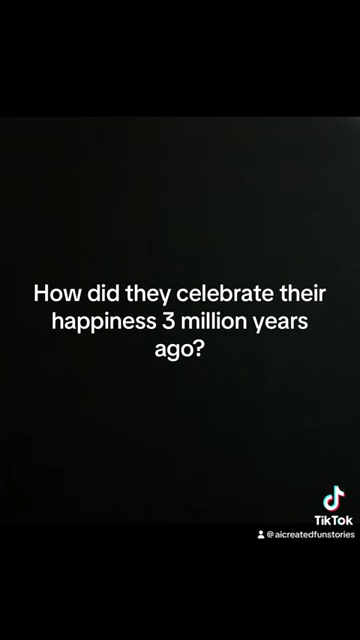 How did they celebrate their
happiness 3 million years
ago?
TikTok
@aicreatedfunstories